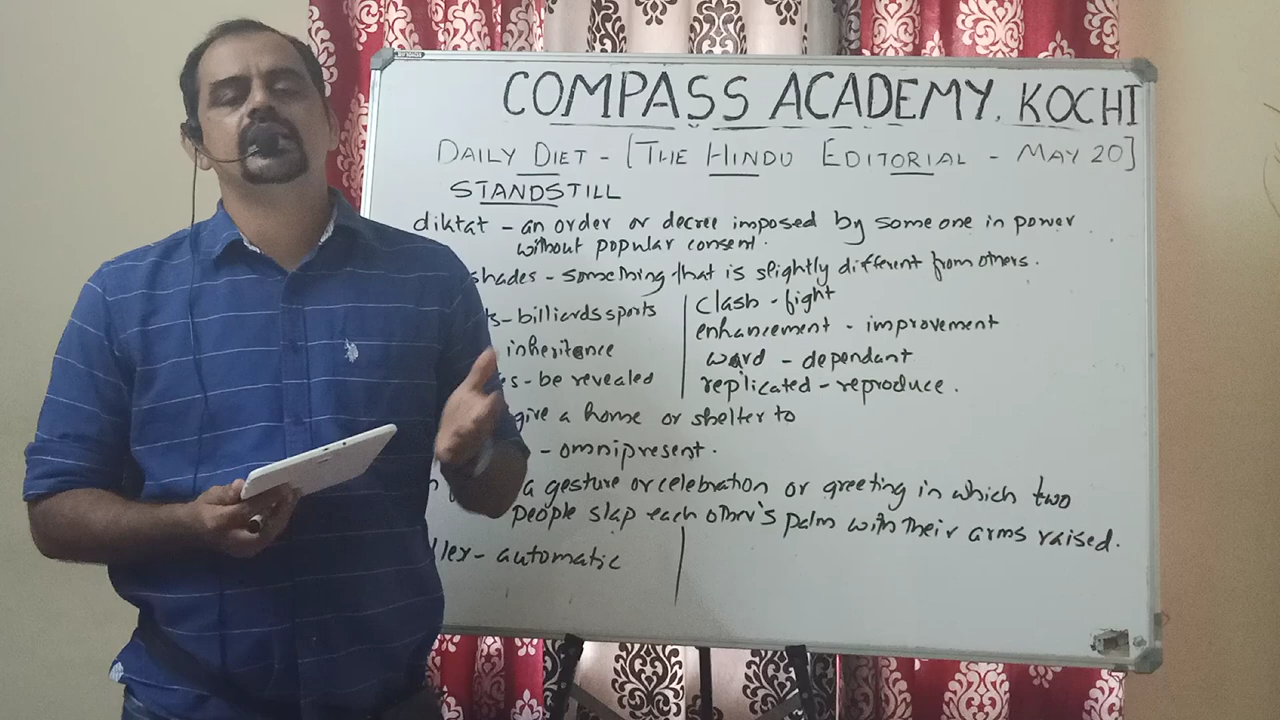 COMPASS ACADEMY, KOCHI
DAILY DIET - [THE HINDU EDITORIAL - MAY 20]
STANDSTILL
diktat - an order or decree imposed by someone in power
without popular consent.
shades - something that is slightly different from others.
- billiards sports
inheritance
- be revealed
clash - fight
enhancement - improvement
ward - dependant
replicated - reproduce.
give a home or shelter to
- omnipresent.
a gesture or celebration or greeting in which two
people slap each other's palm with their arms raised.
- automatic